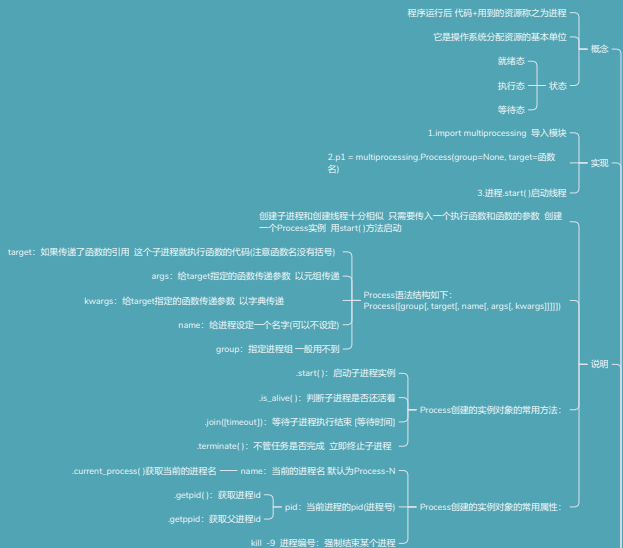 程序运行后 代码+用到的资源称之为进程
它是操作系统分配资源的基本单位
概念
就绪态
执行态
状态
等待态
1.import multiprocessing 导入模块
2.p1 = multiprocessing.Process(group=None, target=函数
名)
实现
3.进程.start( )启动线程
创建子进程和创建线程十分相似 只需要传入一个执行函数和函数的参数 创建
一个Process实例 用start( )方法启动
target：如果传递了函数的引用 这个子进程就执行函数的代码(注意函数名没有括号)
args：给target指定的函数传递参数 以元组传递
kwargs：给target指定的函数传递参数 以字典传递
Process语法结构如下：
Process([group[, target[, name[, args[, kwargs]]]]])
name：给进程设定一个名字(可以不设定)
group：指定进程组 一般用不到
说明
.start( )：启动子进程实例
.is_alive( )：判断子进程是否还活着
Process创建的实例对象的常用方法：
.join([timeout])：等待子进程执行结束 [等待时间]
.terminate( )：不管任务是否完成 立即终止子进程
.current_process( )获取当前的进程名
name：当前的进程名 默认为Process-N
.getpid( )：获取进程id
pid：当前进程的pid(进程号)
Process创建的实例对象的常用属性：
.getppid：获取父进程id
kill -9 进程编号：强制结束某个进程